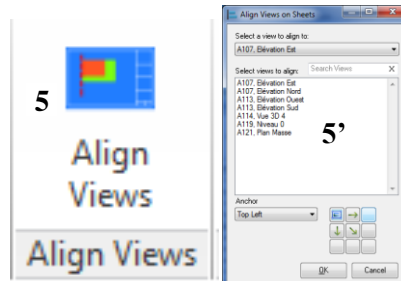 5
Align
Views
Align Views
Align Views on Sheets
Select a view to align to:
A107, Elévation Est
Select views to align:
Search Views
X
A107, Elévation Est
A107, Elévation Nord
A113, Elévation Ouest
A113, Elévation Sud
A114, Vue 3D 4
A119, Niveau 0
A121, Plan Masse
5’
Anchor
Top Left
OK
Cancel